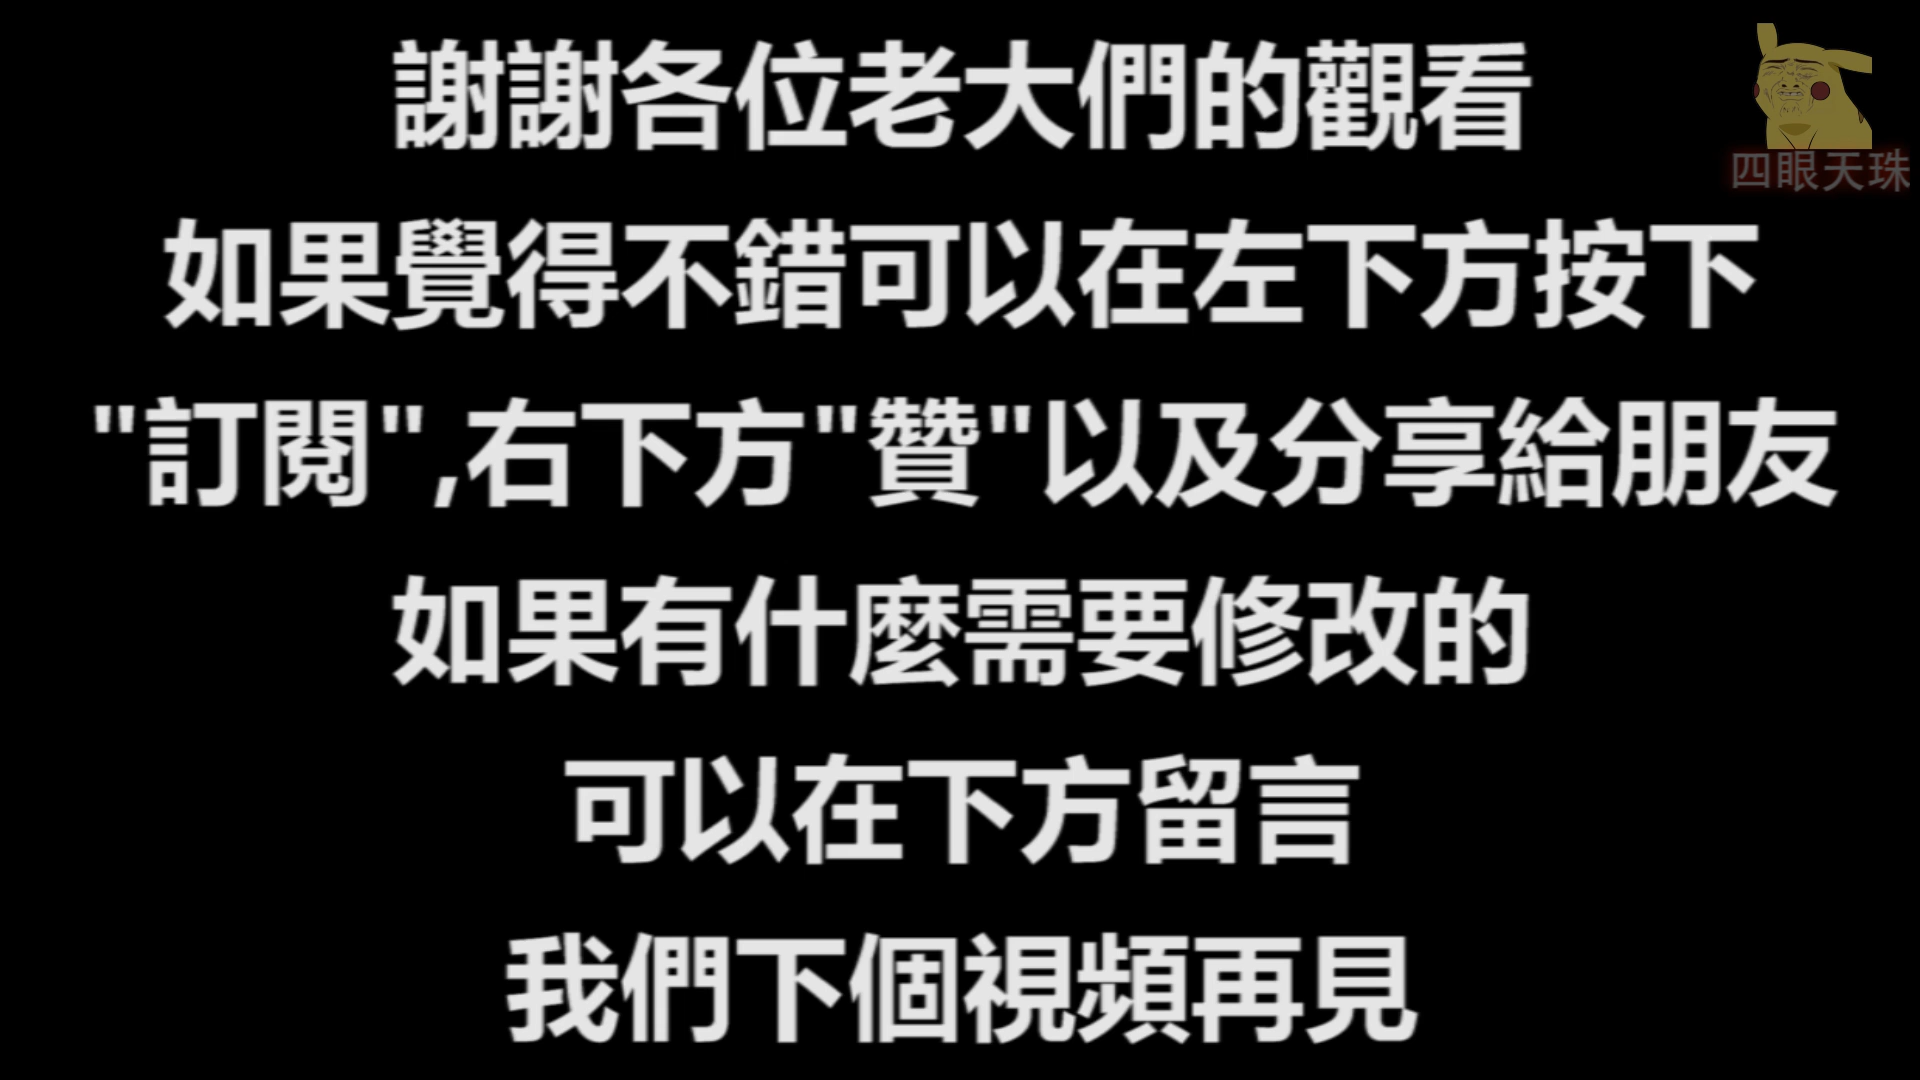 謝謝各位老大們的觀看
四眼天珠
如果覺得不錯可以在左下方按下
"訂閱",右下方"贊"以及分享給朋友
如果有什麼需要修改的
可以在下方留言
我們下個視頻再見